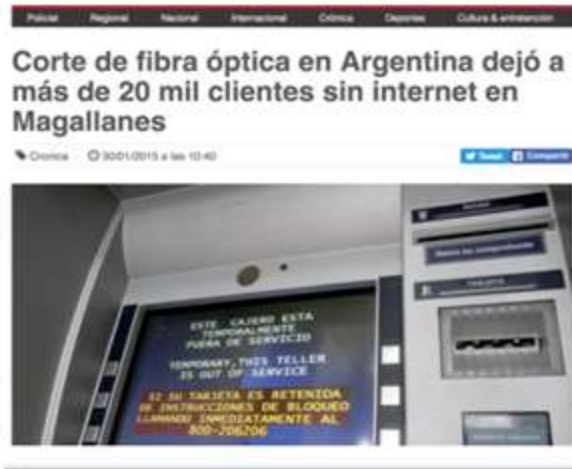 Policial Regional Nacional Internacional Crónica Deportes Cultura & entretención
Corte de fibra óptica en Argentina dejó a
más de 20 mil clientes sin internet en
Magallanes
Cronica 30/01/2015 a las 10:40 Tweet Compartir
ESTE CAJERO ESTA
TEMPORALMENTE
FUERA DE SERVICIO
TEMPORARY, THIS TELLER
IS OUT OF SERVICE
SI SU TARJETA ES RETENIDA
DE INSTRUCCIONES DE BLOQUEO
LLAMANDO INMEDIATAMENTE AL
800-206206
TARJETA